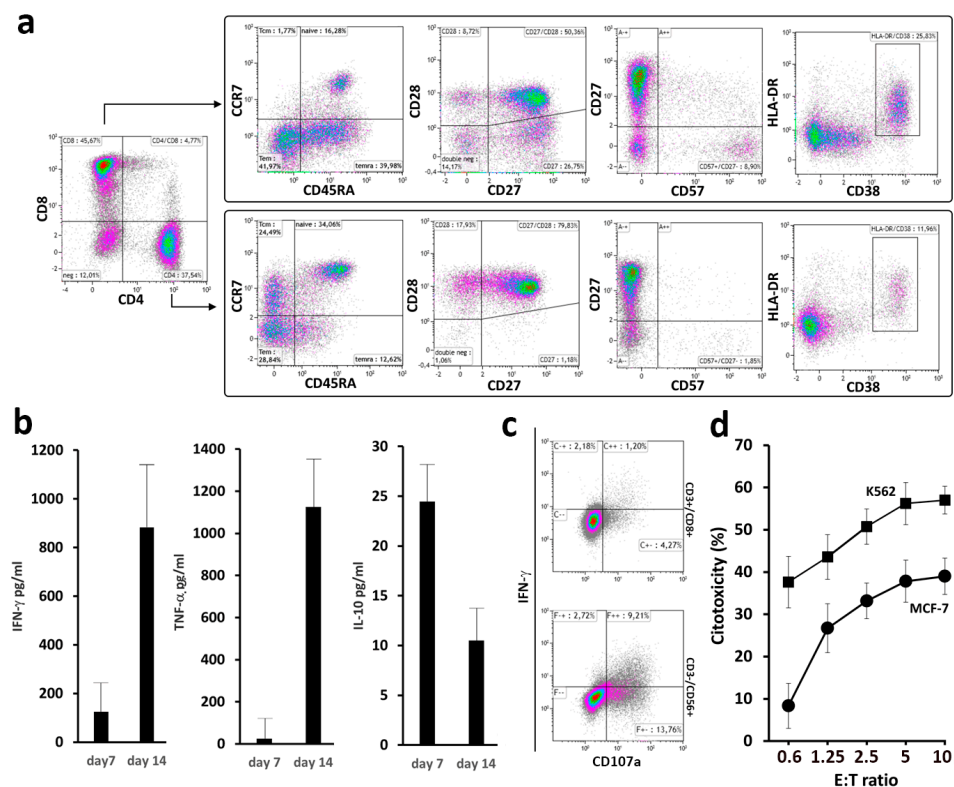 a
CD8 : 45,67%
CD4/CD8 : 4,77%
neg : 12,01%
CD4 : 37,54%
CD8
CD4
Tcm : 1,77%
naive : 16,28%
Tem :
41,97%
temra : 39,98%
CCR7
CD45RA
CD28 : 8,72%
CD27/CD28 : 50,36%
double neg :
14,17%
CD27 : 26,75%
CD28
CD27
A-+
A++
A--
CD57+/CD27- : 8,90%
CD27
CD57
HLA-DR/CD38 : 25,83%
HLA-DR
CD38
Tcm :
24,49%
naive : 34,06%
Tem :
28,84%
temra : 12,62%
CCR7
CD45RA
CD28 : 17,93%
CD27/CD28 : 79,83%
double neg :
1,06%
CD27 : 1,18%
CD28
CD27
A-+
A++
A--
CD57+/CD27- : 1,85%
CD27
CD57
HLA-DR/CD38 : 11,96%
HLA-DR
CD38
b
IFN-γ pg/ml
1200
1000
800
600
400
200
0
day7
day 14
TNF-α pg/ml
1400
1200
1000
800
600
400
200
0
day 7
day 14
IL-10 pg/ml
30
25
20
15
10
5
0
day 7
day 14
c
C-+ : 2,18%
C++ : 1,20%
C--
C+- : 4,27%
CD3+/CD8+
IFN-γ
F-+ : 2,72%
F++ : 9,21%
F--
F+- : 13,76%
CD3-/CD56+
CD107a
d
Citotoxicity (%)
70
60
50
40
30
20
10
0
K562
MCF-7
0.6
1.25
2.5
5
10
E:T ratio